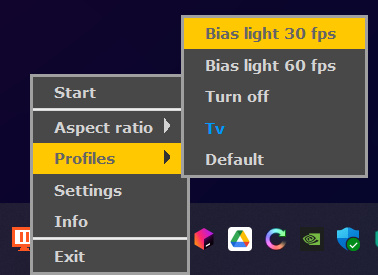 Start
Aspect ratio
Profiles
Settings
Info
Exit
Bias light 30 fps
Bias light 60 fps
Turn off
Tv
Default